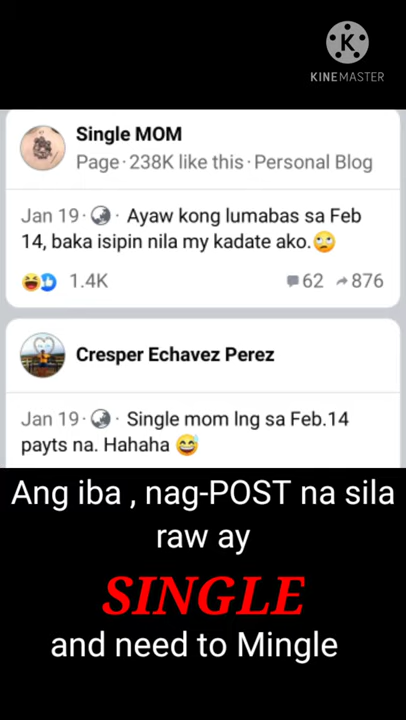 KINEMASTER
Single MOM
Page · 238K like this · Personal Blog
Jan 19 · Ayaw kong lumabas sa Feb
14, baka isipin nila my kadate ako.🙄
1.4K 62 876
Cresper Echavez Perez
Jan 19 · Single mom lng sa Feb.14
payts na. Hahaha 😅
Ang iba , nag-POST na sila
raw ay
SINGLE
and need to Mingle